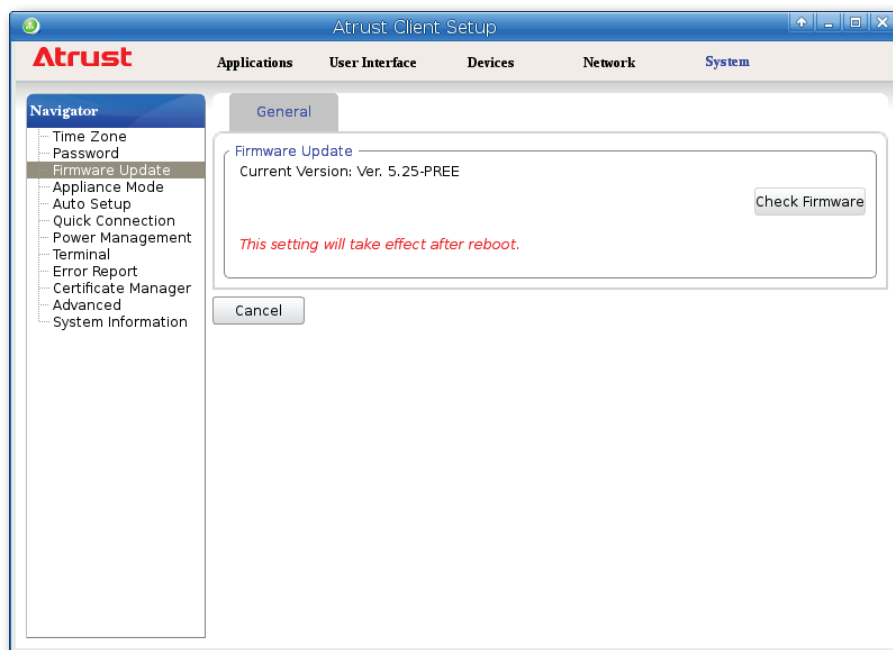 Atrust Client Setup
Atrust
Applications User Interface Devices Network System
Navigator
Time Zone
Password
Firmware Update
Appliance Mode
Auto Setup
Quick Connection
Power Management
Terminal
Error Report
Certificate Manager
Advanced
System Information
General
Firmware Update
Current Version: Ver. 5.25-PREE
Check Firmware
This setting will take effect after reboot.
Cancel